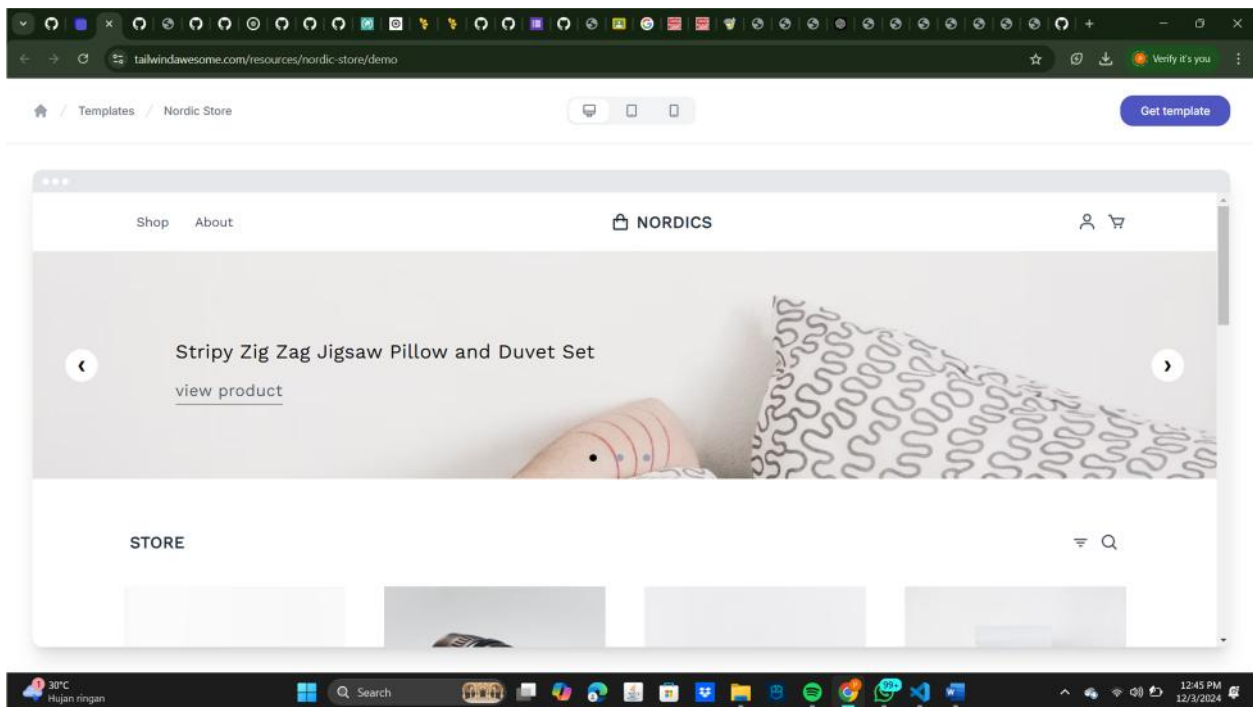 tailwindawesome.com/resources/nordic-store/demo
Verify it's you
/ Templates / Nordic Store
Get template
Shop About
NORDICS
Stripy Zig Zag Jigsaw Pillow and Duvet Set
view product
STORE
1
30°C
Hujan ringan
Search
99+
12:45 PM
12/3/2024